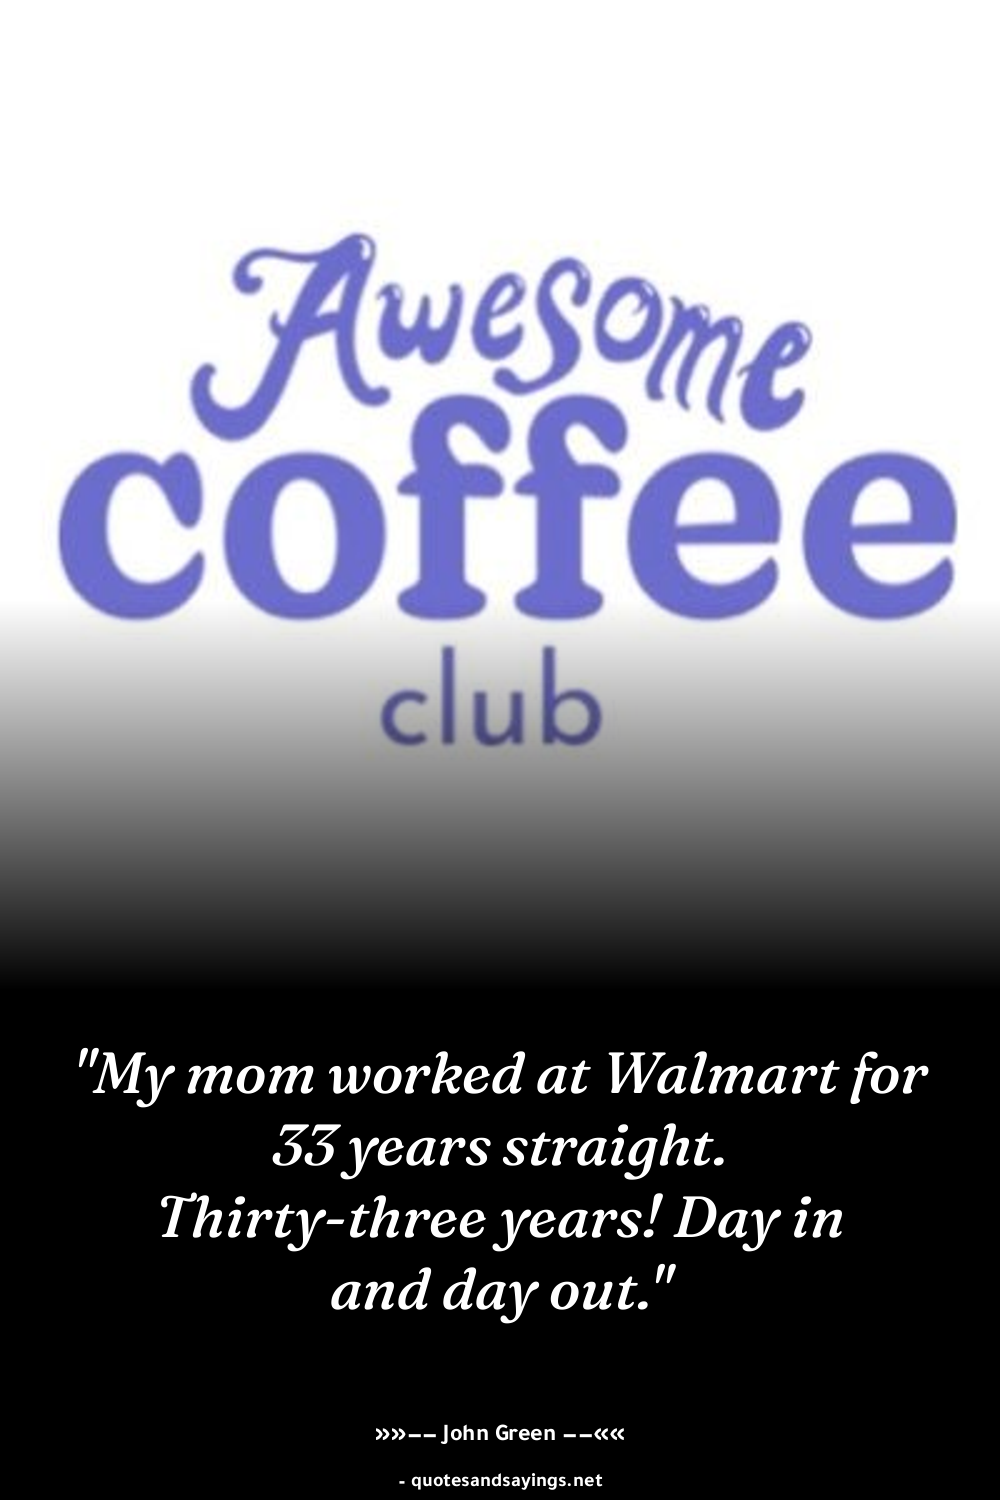 Awesome
coffee
club
"My mom worked at Walmart for
33 years straight.
Thirty-three years! Day in
and day out."
»»—— John Green ——««
- quotesandsayings.net